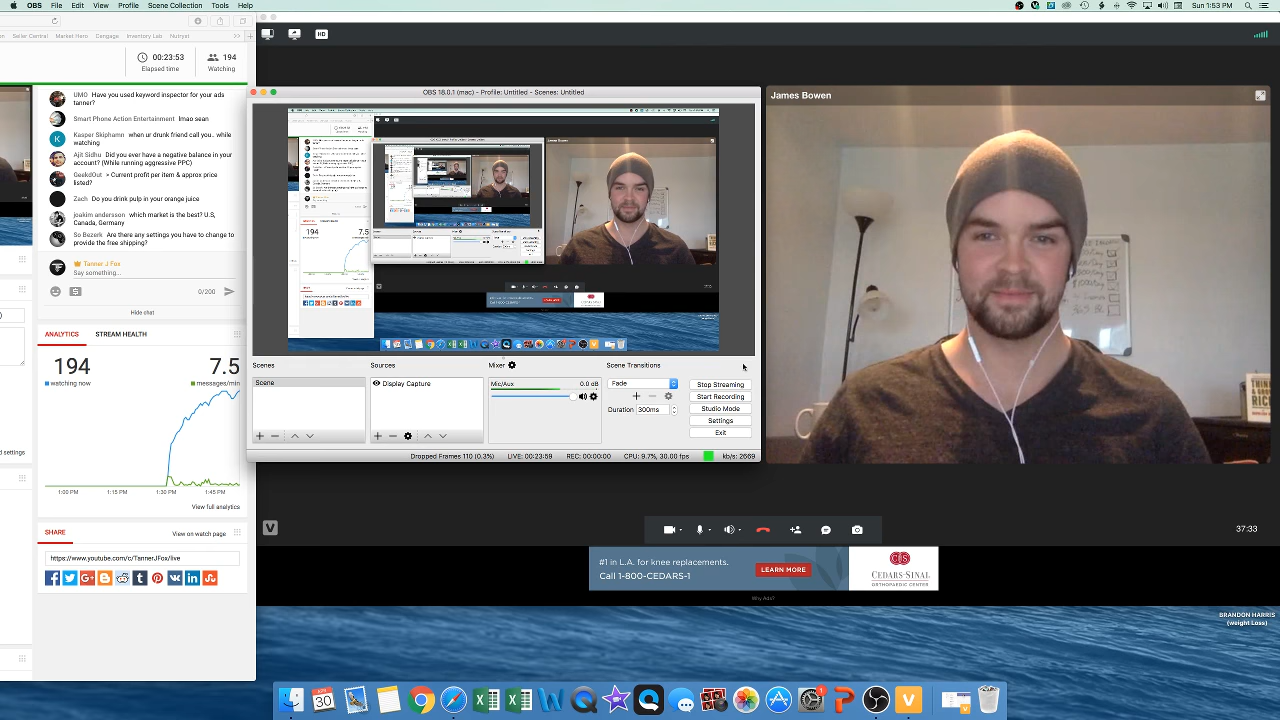 OBS File Edit View Profile Scene Collection Tools Help
Sun 1:53 PM
Seller Central Market Hero Cengage Inventory Lab Nutryst
HD
00:23:53
Elapsed time
194
Watching
UMO Have you used keyword inspector for your ads
tanner?
Smart Phone Action Entertainment lmao sean
Kasper Skiphamn when ur drunk friend call you.. while
watching
Ajit Sidhu Did you ever have a negative balance in your
account? (While running aggressive PPC)
GeekdOut > Current profit per item & approx price
listed?
Zach Do you drink pulp in your orange juice
joakim andersson which market is the best? U.S,
Canada, Germany
So Bezerk Are there any settings you have to change to
provide the free shipping?
Tanner J Fox
Say something...
0/200
Hide chat
ANALYTICS STREAM HEALTH
194
watching now
7.5
messages/min
1:00 PM 1:15 PM 1:30 PM 1:45 PM
View full analytics
SHARE
View on watch page
https://www.youtube.com/c/TannerJFox/live
d settings
OBS 18.0.1 (mac) - Profile: Untitled - Scenes: Untitled
Scenes
Scene
Sources
Display Capture
Mixer
Mic/Aux 0.0 dB
Scene Transitions
Fade
Duration 300ms
Stop Streaming
Start Recording
Studio Mode
Settings
Exit
Dropped Frames 110 (0.3%) LIVE: 00:23:59 REC: 00:00:00 CPU: 9.7%, 30.00 fps kb/s: 2669
James Bowen
THINK
& GROW
RICH
V
37:33
#1 in L.A. for knee replacements.
Call 1-800-CEDARS-1
LEARN MORE
CEDARS-SINAI
ORTHOPAEDIC CENTER
Why Ads?
BRANDON HARRIS
(weight Loss)
APR
30
1